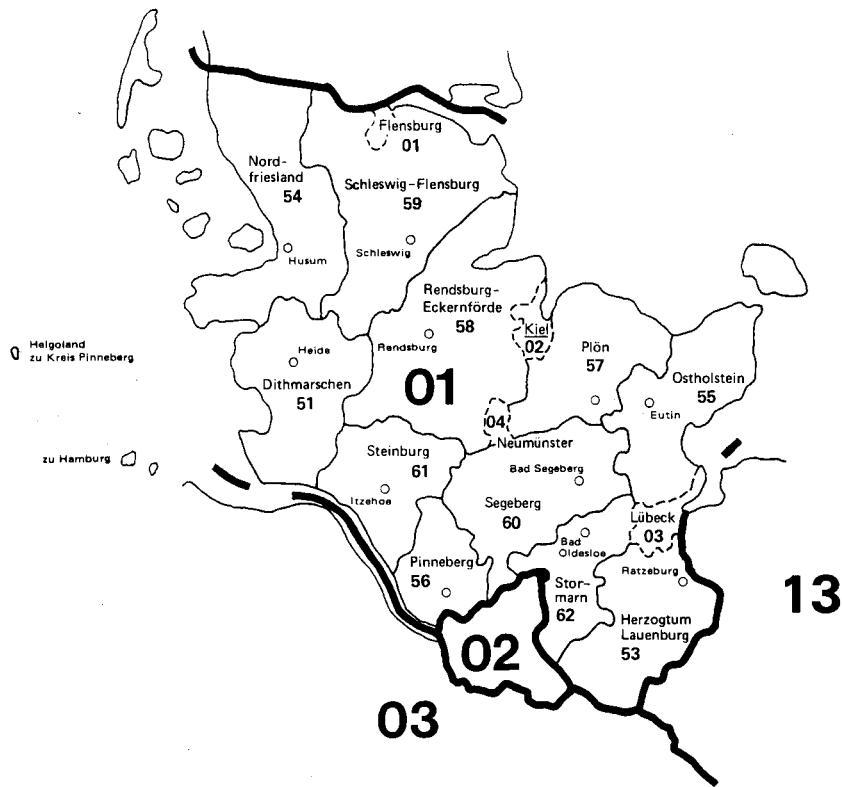 Flensburg
01
Nord-
friesland
54
Schleswig-Flensburg
59
Husum
Schleswig
Rendsburg-
Eckernförde
58
Rendsburg
Kiel
02
Helgoland
zu Kreis Pinneberg
Heide
Dithmarschen
51
01
Plön
57
Ostholstein
55
Eutin
04
Neumünster
zu Hamburg
Steinburg
61
Itzehoe
Bad Segeberg
Segeberg
60
Lübeck
03
Bad
Oldesloe
Pinneberg
56
Ratzeburg
Stor-
marn
62
Herzogtum
Lauenburg
53
13
02
03